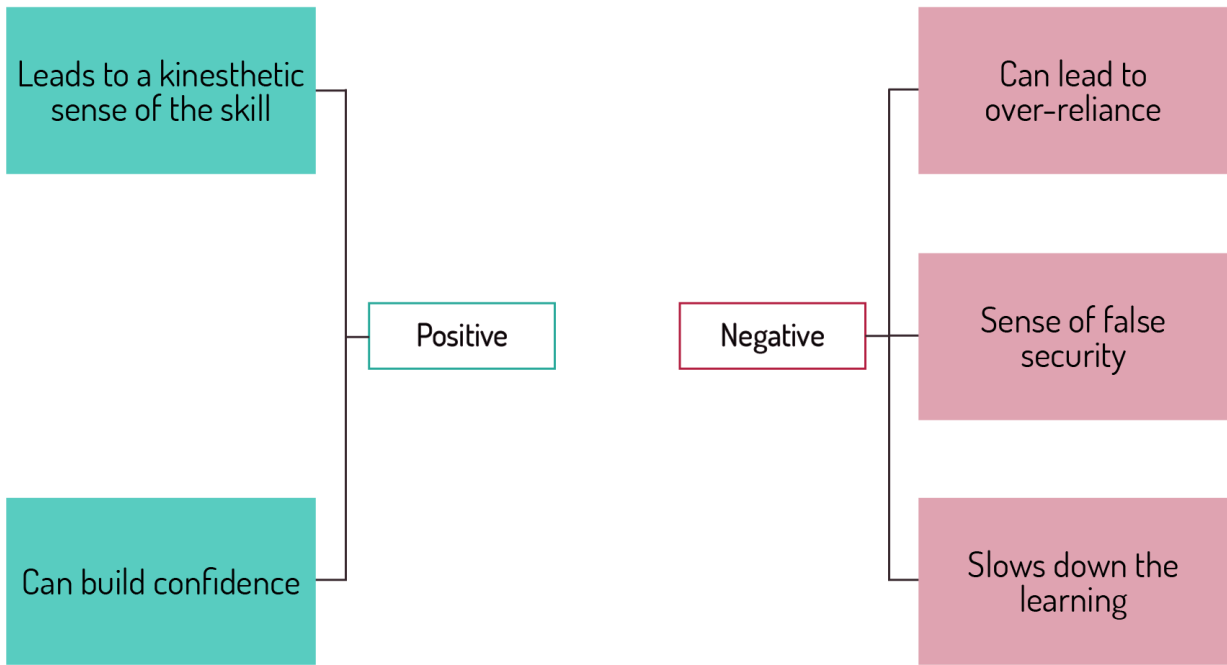 Leads to a kinesthetic
sense of the skill
Can build confidence
Positive
Negative
Can lead to
over-reliance
Sense of false
security
Slows down the
learning